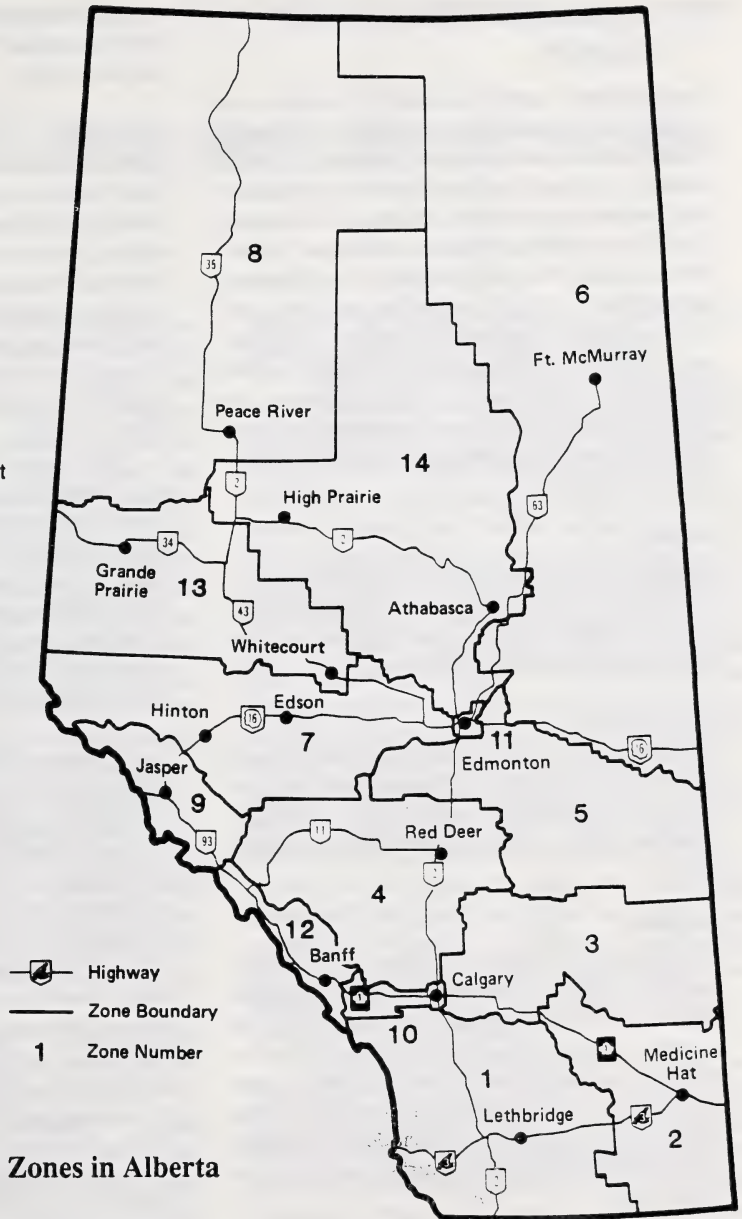 8
35
6
Ft. McMurray
Peace River
14
t
2
High Prairie
63
34
2
Grande
Prairie
13
Athabasca
43
Whitecourt
Hinton
16
Edson
7
11
16
Edmonton
Jasper
9
5
11
Red Deer
93
2
4
12
3
Banff
Highway
1
Calgary
Zone Boundary
10
1
1 Zone Number
Medicine
Hat
1
Lethbridge
3
2
3
Zones in Alberta
2